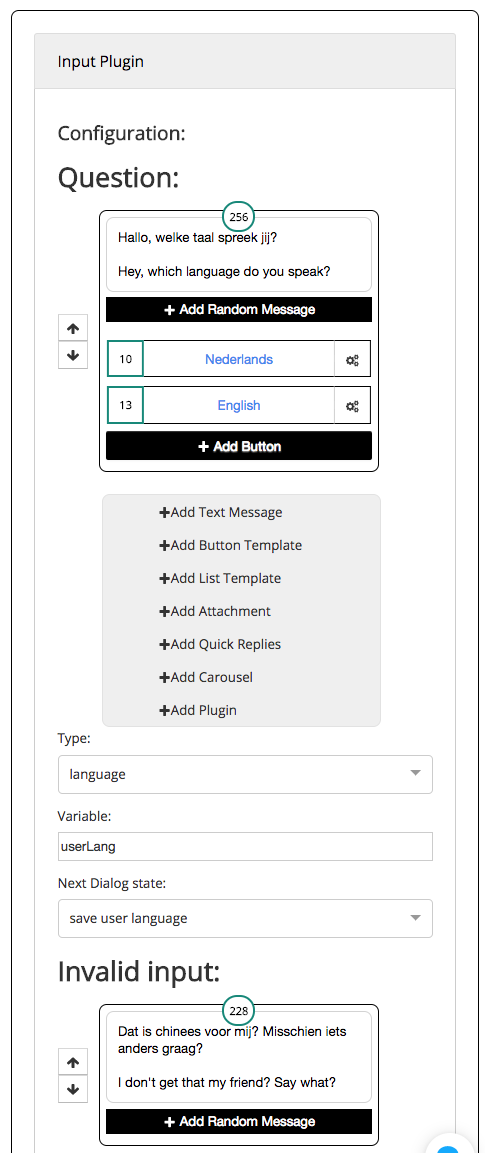 Input Plugin
Configuration:
Question:
256
Hallo, welke taal spreek jij?
Hey, which language do you speak?
Add Random Message
10 Nederlands
13 English
Add Button
Add Text Message
Add Button Template
Add List Template
Add Attachment
Add Quick Replies
Add Carousel
Add Plugin
Type:
language
Variable:
userLang
Next Dialog state:
save user language
Invalid input:
228
Dat is chinees voor mij? Misschien iets
anders graag?
I don't get that my friend? Say what?
Add Random Message